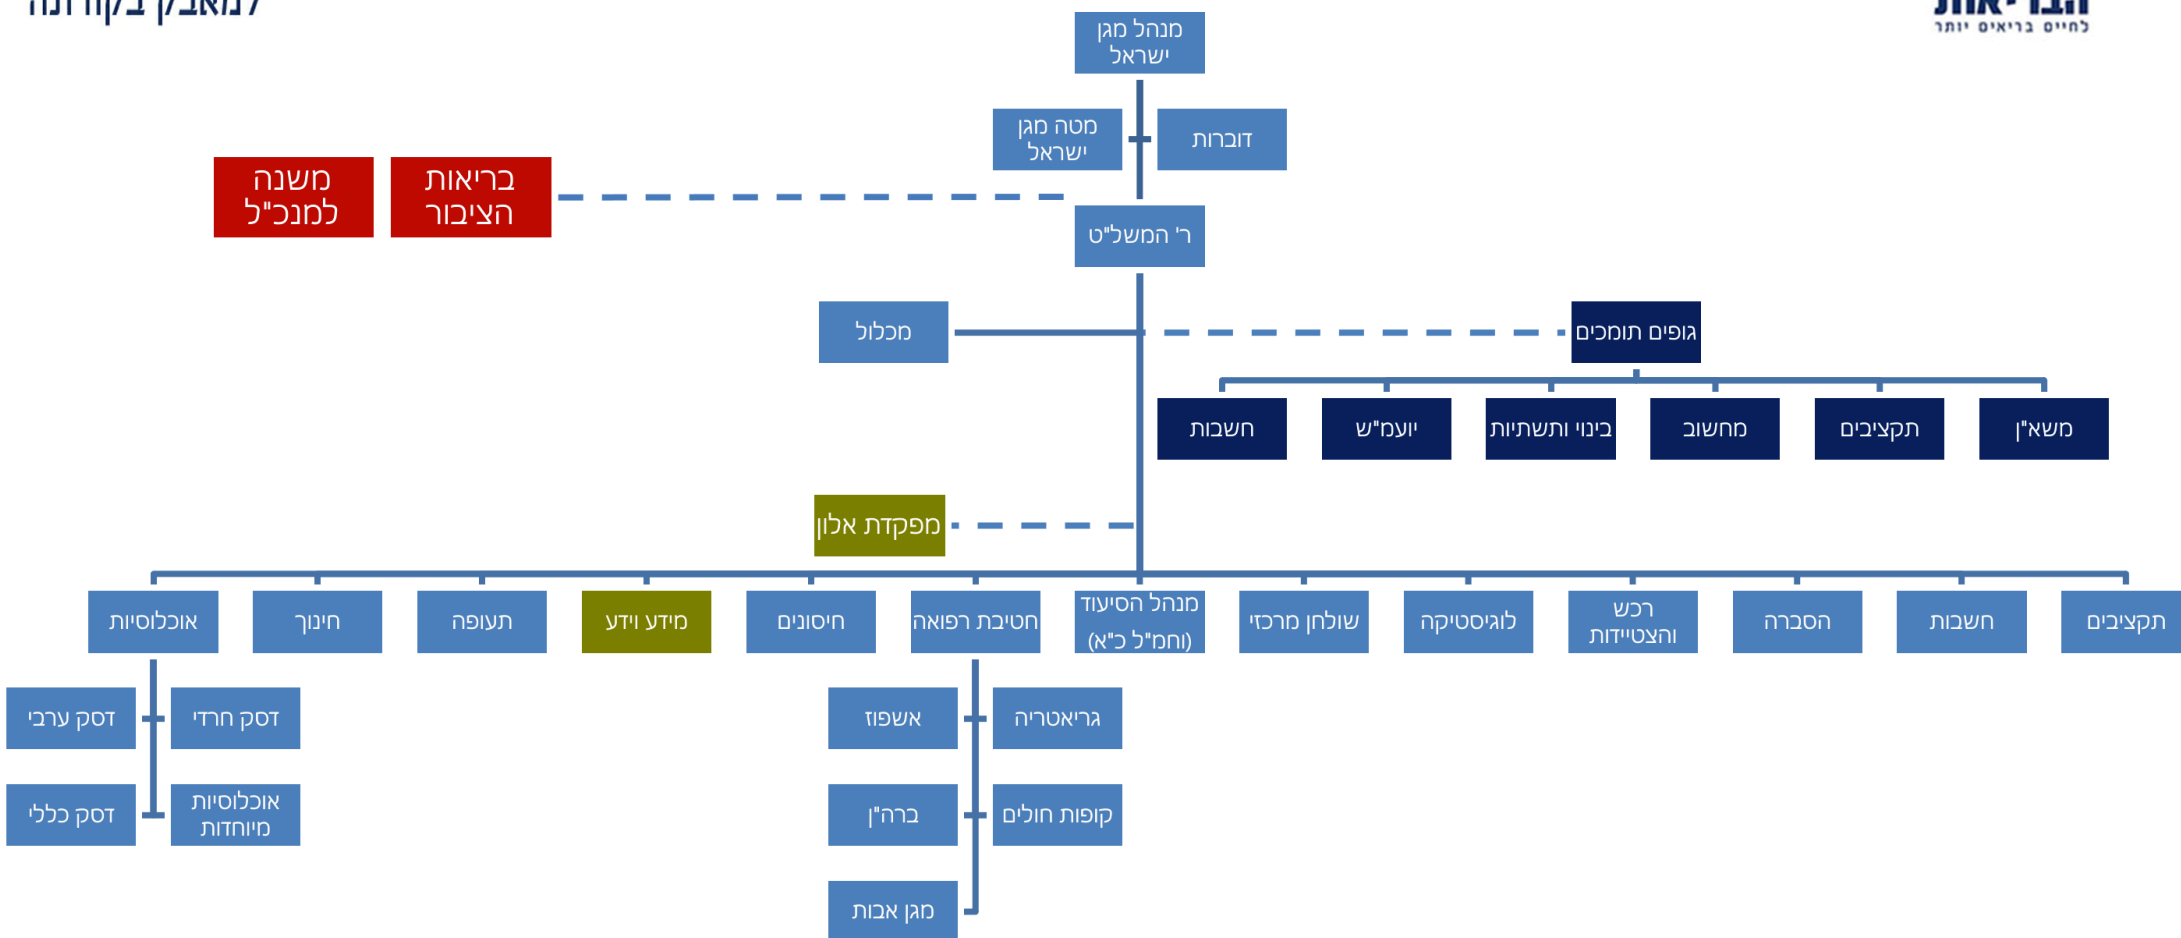 למאבק בקורונה
הבריאות
לחיים בריאים יותר
מנהל מגן
ישראל
דוברות
מטה מגן
ישראל
בריאות
הציבור
משנה
למנכ"ל
ר' המשל"ט
גופים תומכים
מכלול
משא"ן
תקציבים
מחשוב
בינוי ותשתיות
יועמ"ש
חשבות
מפקדת אלון
תקציבים
חשבות
הסברה
רכש
והצטיידות
לוגיסטיקה
שולחן מרכזי
מנהל הסיעוד
(וחמ"ל כ"א)
חטיבת רפואה
חיסונים
מידע וידע
תעופה
חינוך
אוכלוסיות
גריאטריה
אשפוז
דסק חרדי
דסק ערבי
קופות חולים
ברה"ן
אוכלוסיות
מיוחדות
דסק כללי
מגן אבות